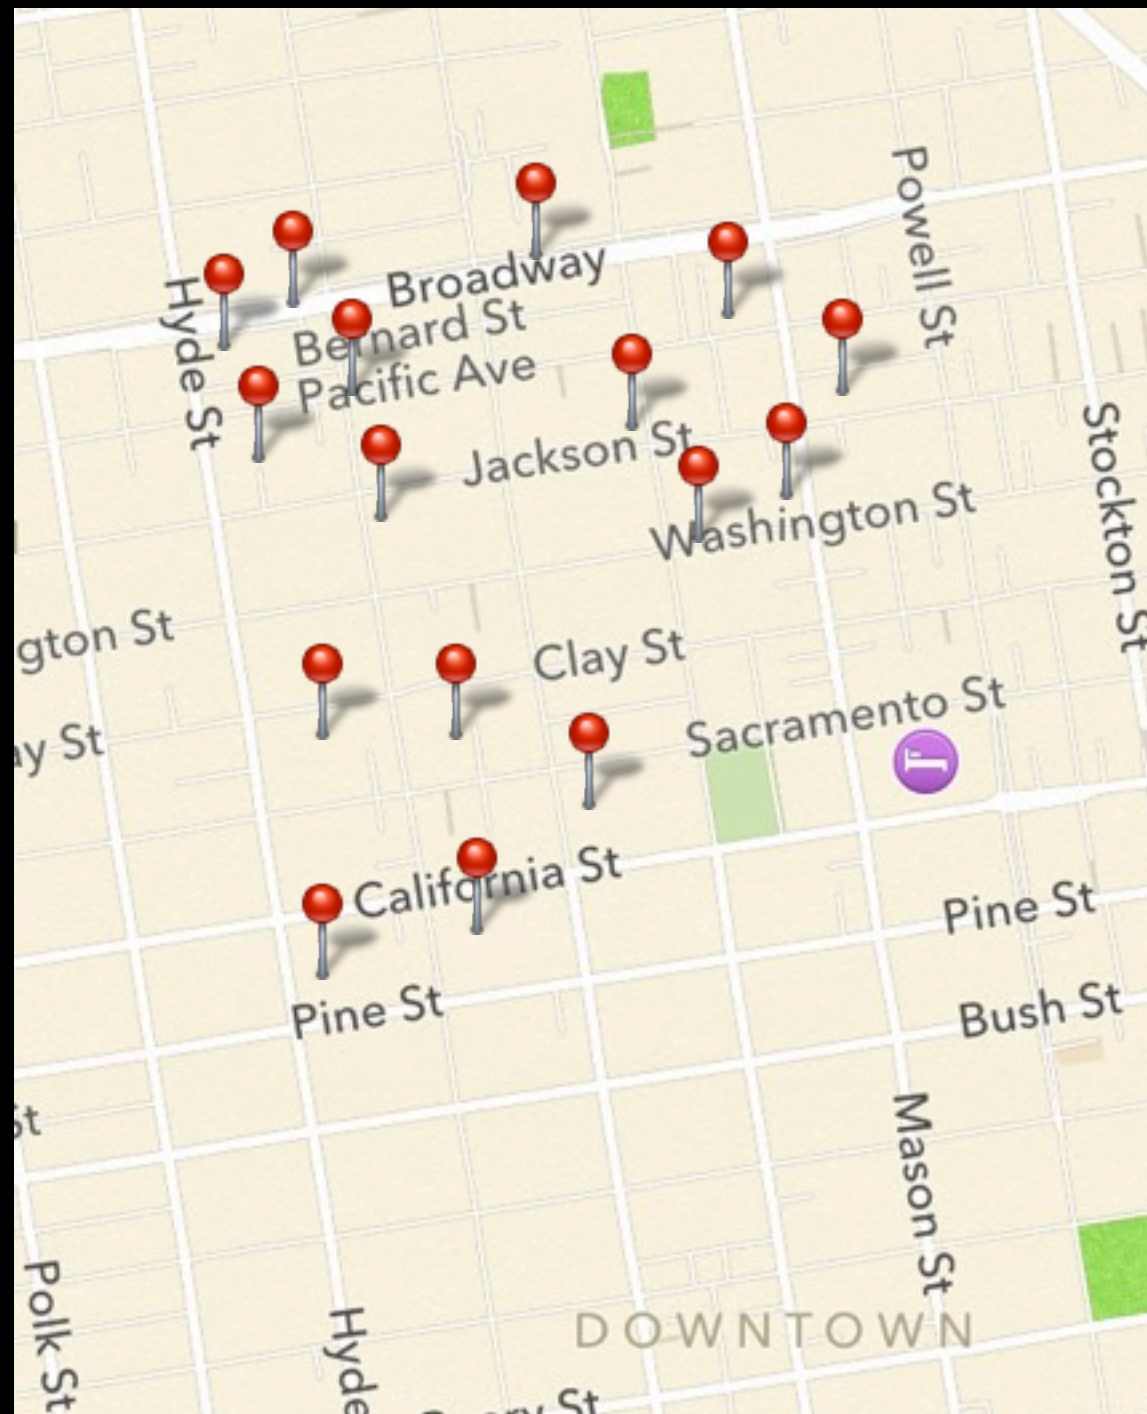 Powell St
Broadway
Hyde St
Bernard St
Pacific Ave
Jackson St
Stockton St
Washington St
gton St
Clay St
Sacramento St
ay St
California St
Pine St
Pine St
Bush St
St
Mason St
Polk St
Hyde
DOWNTOWN
St